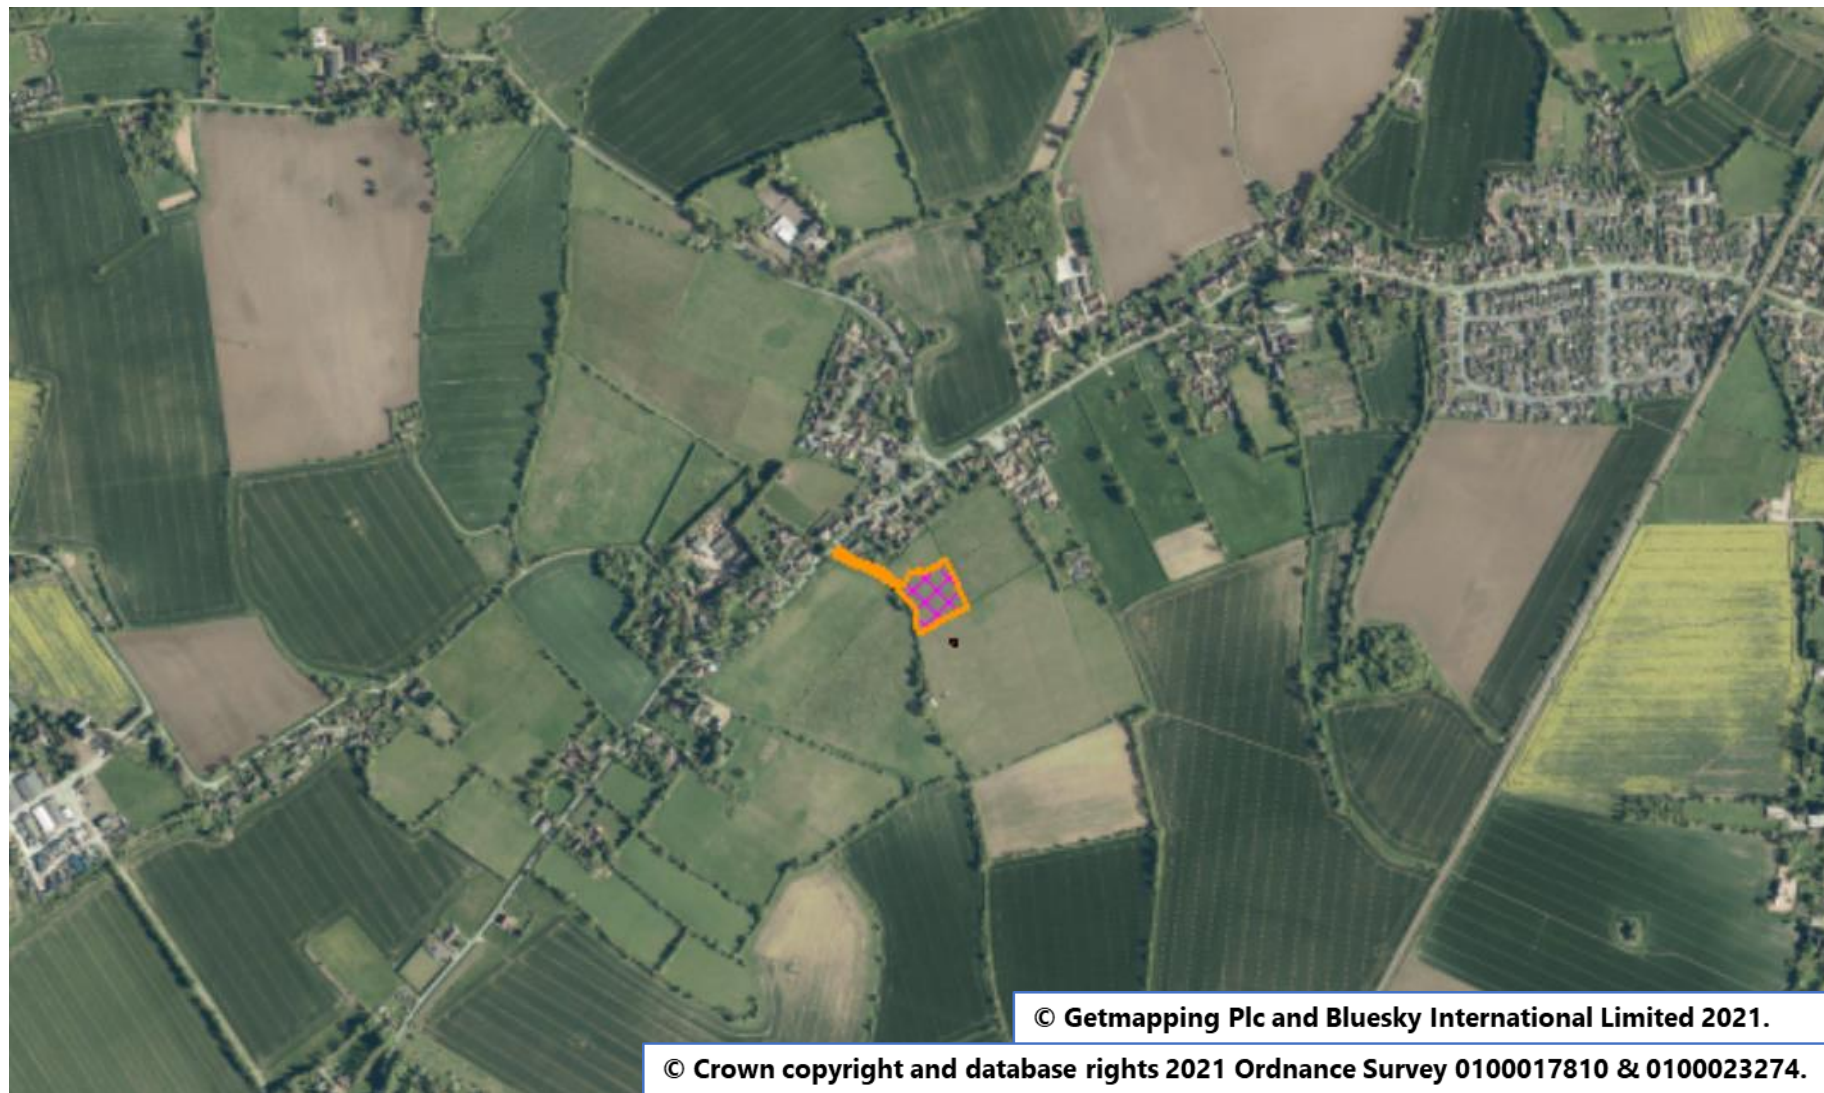 © Getmapping Plc and Bluesky International Limited 2021.
© Crown copyright and database rights 2021 Ordnance Survey 0100017810 & 0100023274.